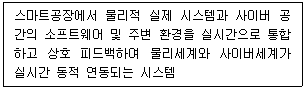 스마트공장에서 물리적 실제 시스템과 사이버 공
간의 소프트웨어 및 주변 환경을 실시간으로 통합
하고 상호 피드백하여 물리세계와 사이버세계가
실시간 동적 연동되는 시스템